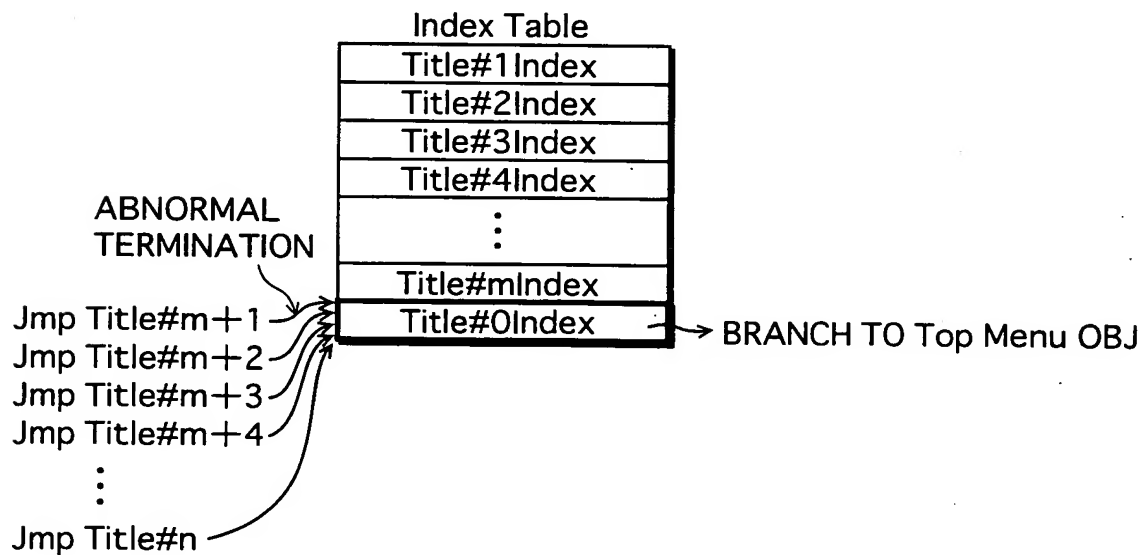 Index Table
Title#1Index
Title#2Index
Title#3Index
Title#4Index
⋮
Title#mIndex
Title#0Index
BRANCH TO Top Menu OBJ
ABNORMAL
TERMINATION
Jmp Title#m+1
Jmp Title#m+2
Jmp Title#m+3
Jmp Title#m+4
⋮
Jmp Title#n